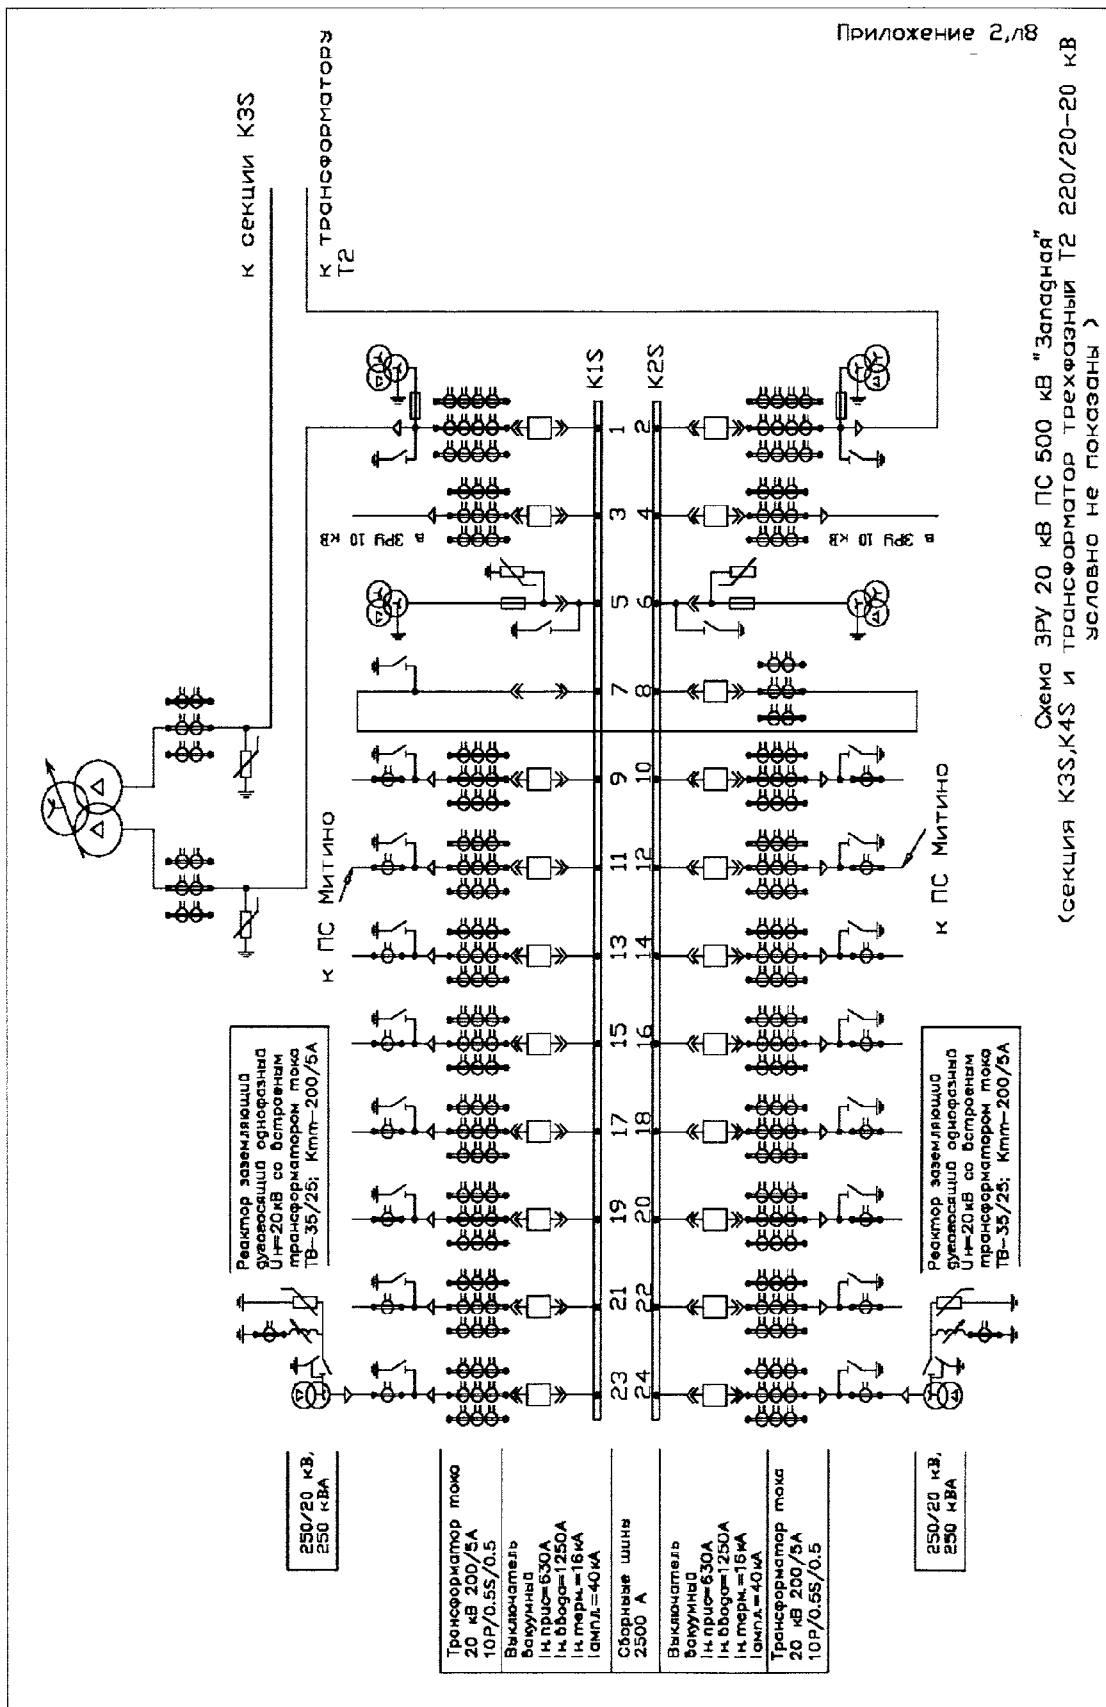 Приложение 2,л8
к секции K3S
к трансформатору
Т2
K1S
K2S
1
2
3
4
5
6
7
8
9
10
11
12
13
14
15
16
17
18
19
20
21
22
23
24
в ЗРУ 10 кВ
в ЗРУ 10 кВ
к ПС Митино
к ПС Митино
Реактор заземляющий
дугогасящий однофазный
Uн=20кВ со встроеным
трансформатором тока
ТВ-35/25; Kтт-200/5А
Реактор заземляющий
дугогасящий однофазный
Uн=20кВ со встроеным
трансформатором тока
ТВ-35/25; Kтт-200/5А
250/20 кВ,
250 кВА
250/20 кВ,
250 кВА
Трансформатор тока
20 кВ 200/5А
10Р/0.5S/0.5
Выключатель
вакуумный
Iн.прис=630А
Iн.ввода=1250А
Iн.терм.=16кА
Iампл.=40кА
Сборные шины
2500 А
Выключатель
вакуумный
Iн.прис=630А
Iн.ввода=1250А
Iн.терм.=16кА
Iампл.=40кА
Трансформатор тока
20 кВ 200/5А
10Р/0.5S/0.5
Схема ЗРУ 20 кВ ПС 500 кВ "Западная"
(секция K3S,K4S и трансформатор трехфазный Т2 220/20-20 кВ
условно не показаны )